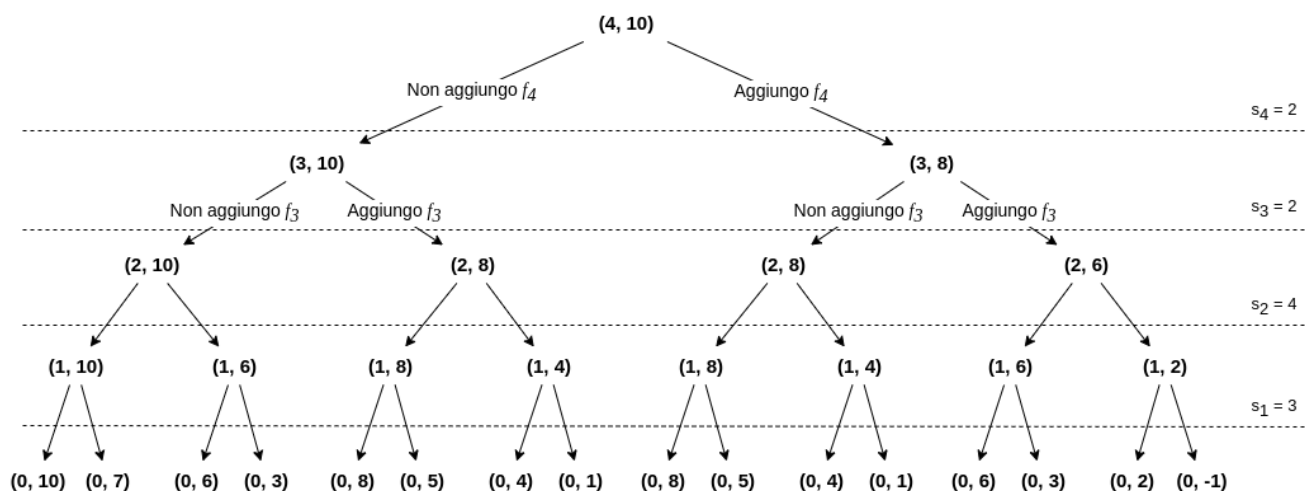 (4, 10)
Non aggiungo f4 Aggiungo f4
s4 = 2
(3, 10) (3, 8)
Non aggiungo f3 Aggiungo f3 Non aggiungo f3 Aggiungo f3 s3 = 2
(2, 10) (2, 8) (2, 8) (2, 6)
s2 = 4
(1, 10) (1, 6) (1, 8) (1, 4) (1, 8) (1, 4) (1, 6) (1, 2)
s1 = 3
(0, 10) (0, 7) (0, 6) (0, 3) (0, 8) (0, 5) (0, 4) (0, 1) (0, 8) (0, 5) (0, 4) (0, 1) (0, 6) (0, 3) (0, 2) (0, -1)